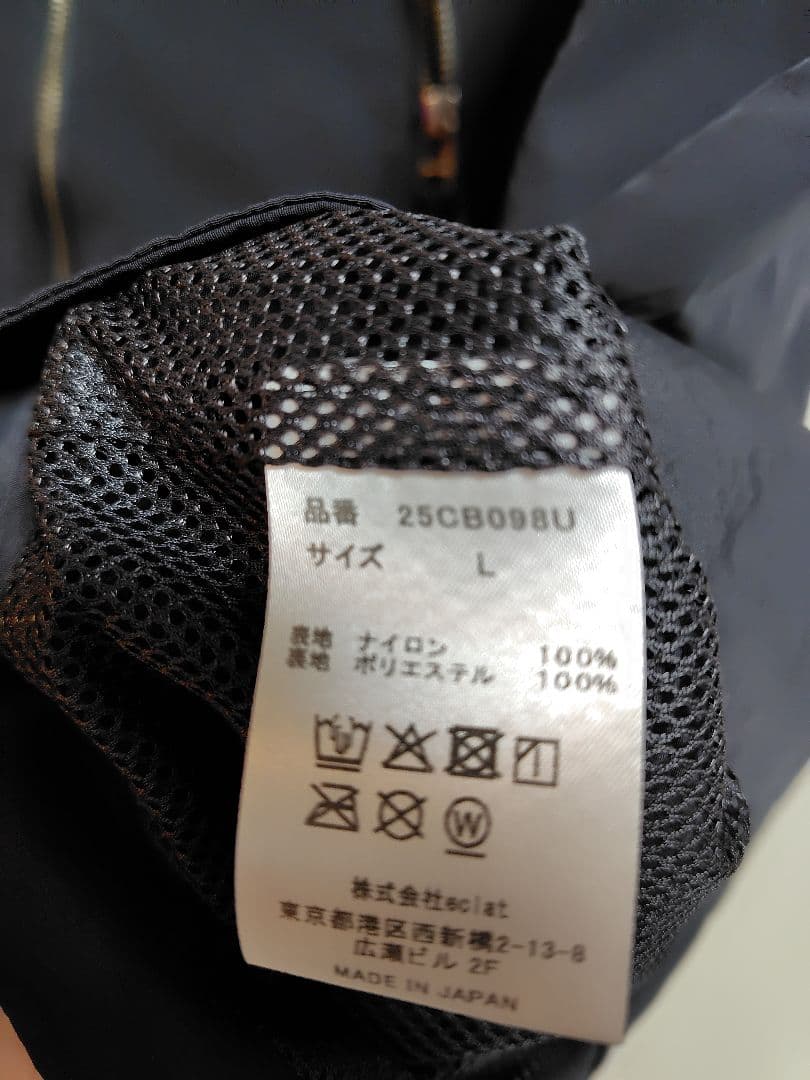 品番 25CB098U
サイズ L
表地 ナイロン 100%
表地 ポリエステル 100%
W
株式会社eclat
東京都港区西新橋2-13-8
広瀬ビル 2F
MADE IN JAPAN